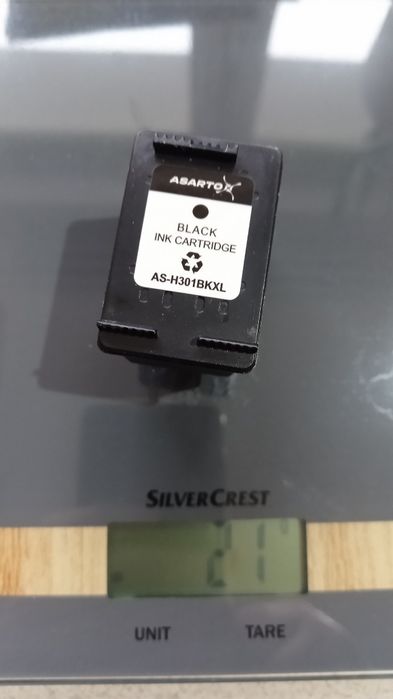 ASARTO
BLACK
INK CARTRIDGE
AS-H301BKXL
SILVERCREST
21
UNIT TARE